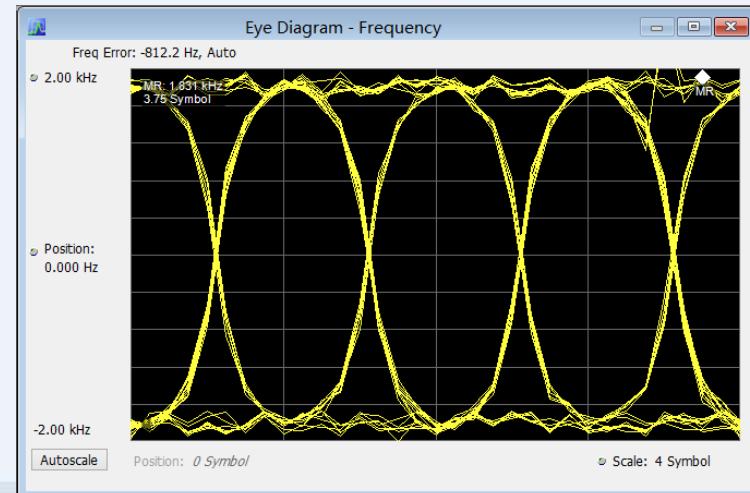 Eye Diagram - Frequency
Freq Error: -812.2 Hz, Auto
2.00 kHz
MR: 1.831 kHz
3.75 Symbol
MR
Position:
0.000 Hz
-2.00 kHz
Autoscale
Position: 0 Symbol
Scale: 4 Symbol